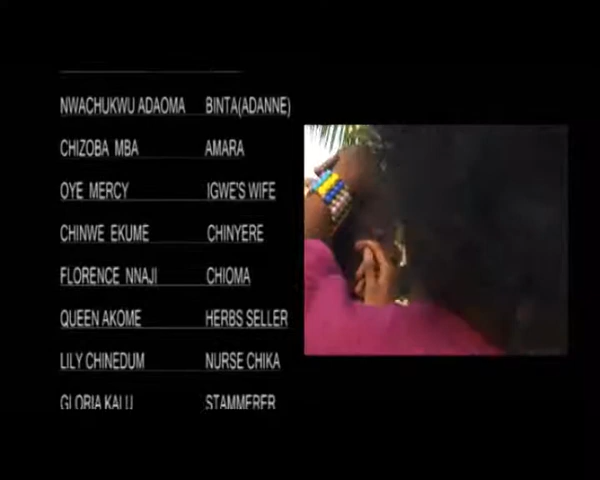 NWACHUKWU ADAOMA BINTA(ADANNE)
CHIZOBA MBA AMARA
OYE MERCY IGWE'S WIFE
CHINWE EKUME CHINYERE
FLORENCE NNAJI CHIOMA
QUEEN AKOME HERBS SELLER
LILY CHINEDUM NURSE CHIKA
GLORIA KALU STAMMERER